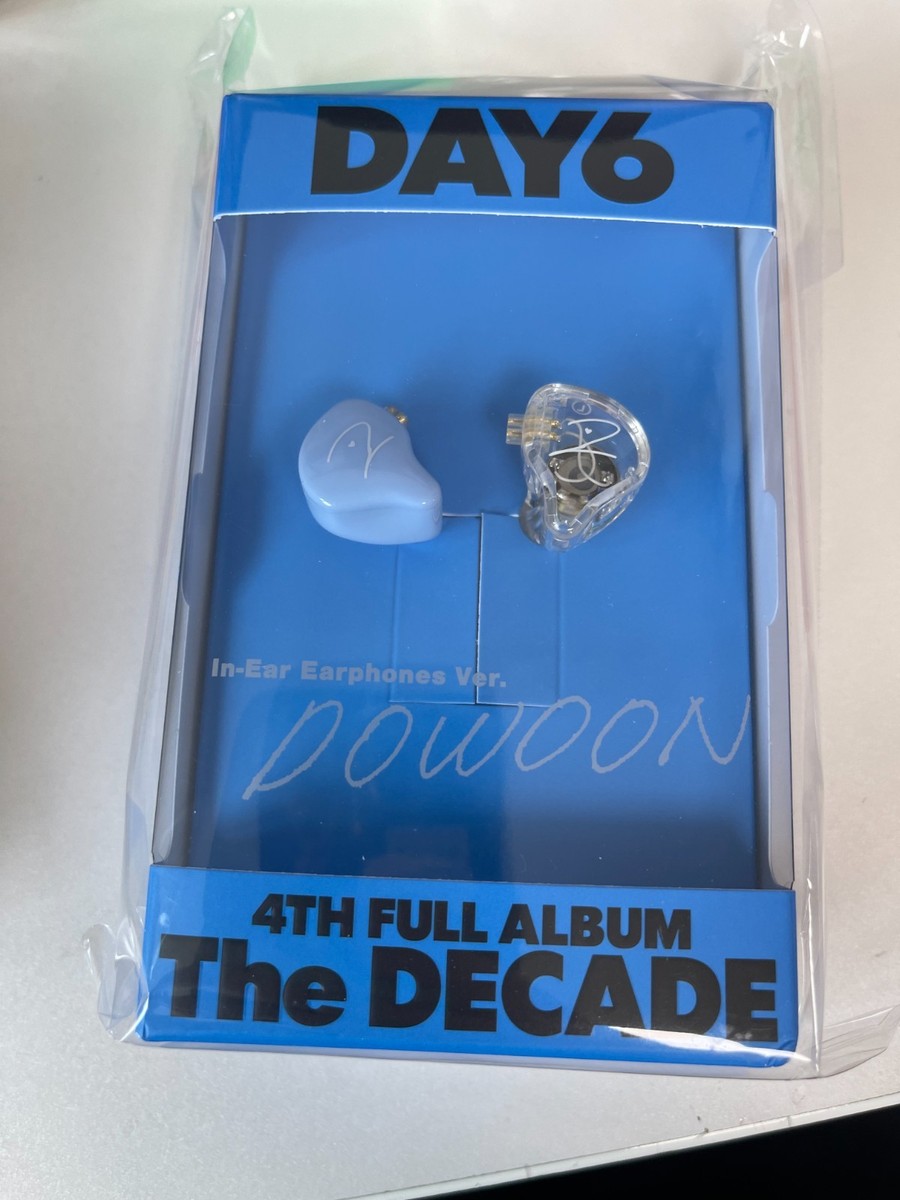 DAY6
In-Ear Earphones Ver.
DOWOON
4TH FULL ALBUM
The DECADE